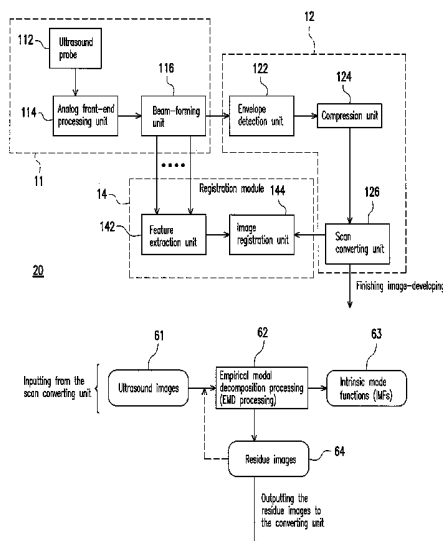 12
112
Ultrasound
probe
116
122
124
114
Analog front-end
processing unit
Beam-forming
unit
Envelope
detection unit
Compression unit
11
14
Registration module
144
126
142
Feature
extraction unit
Image
registration unit
Scan
converting unit
20
Finishing image-developing
61
62
63
Inputting from the
scan converting unit
Ultrasound images
Empirical modal
decomposition processing
(EMD processing)
Intrinsic mode
functions (IMFs)
Residue images
64
Outputting the
residue images to
the converting unit